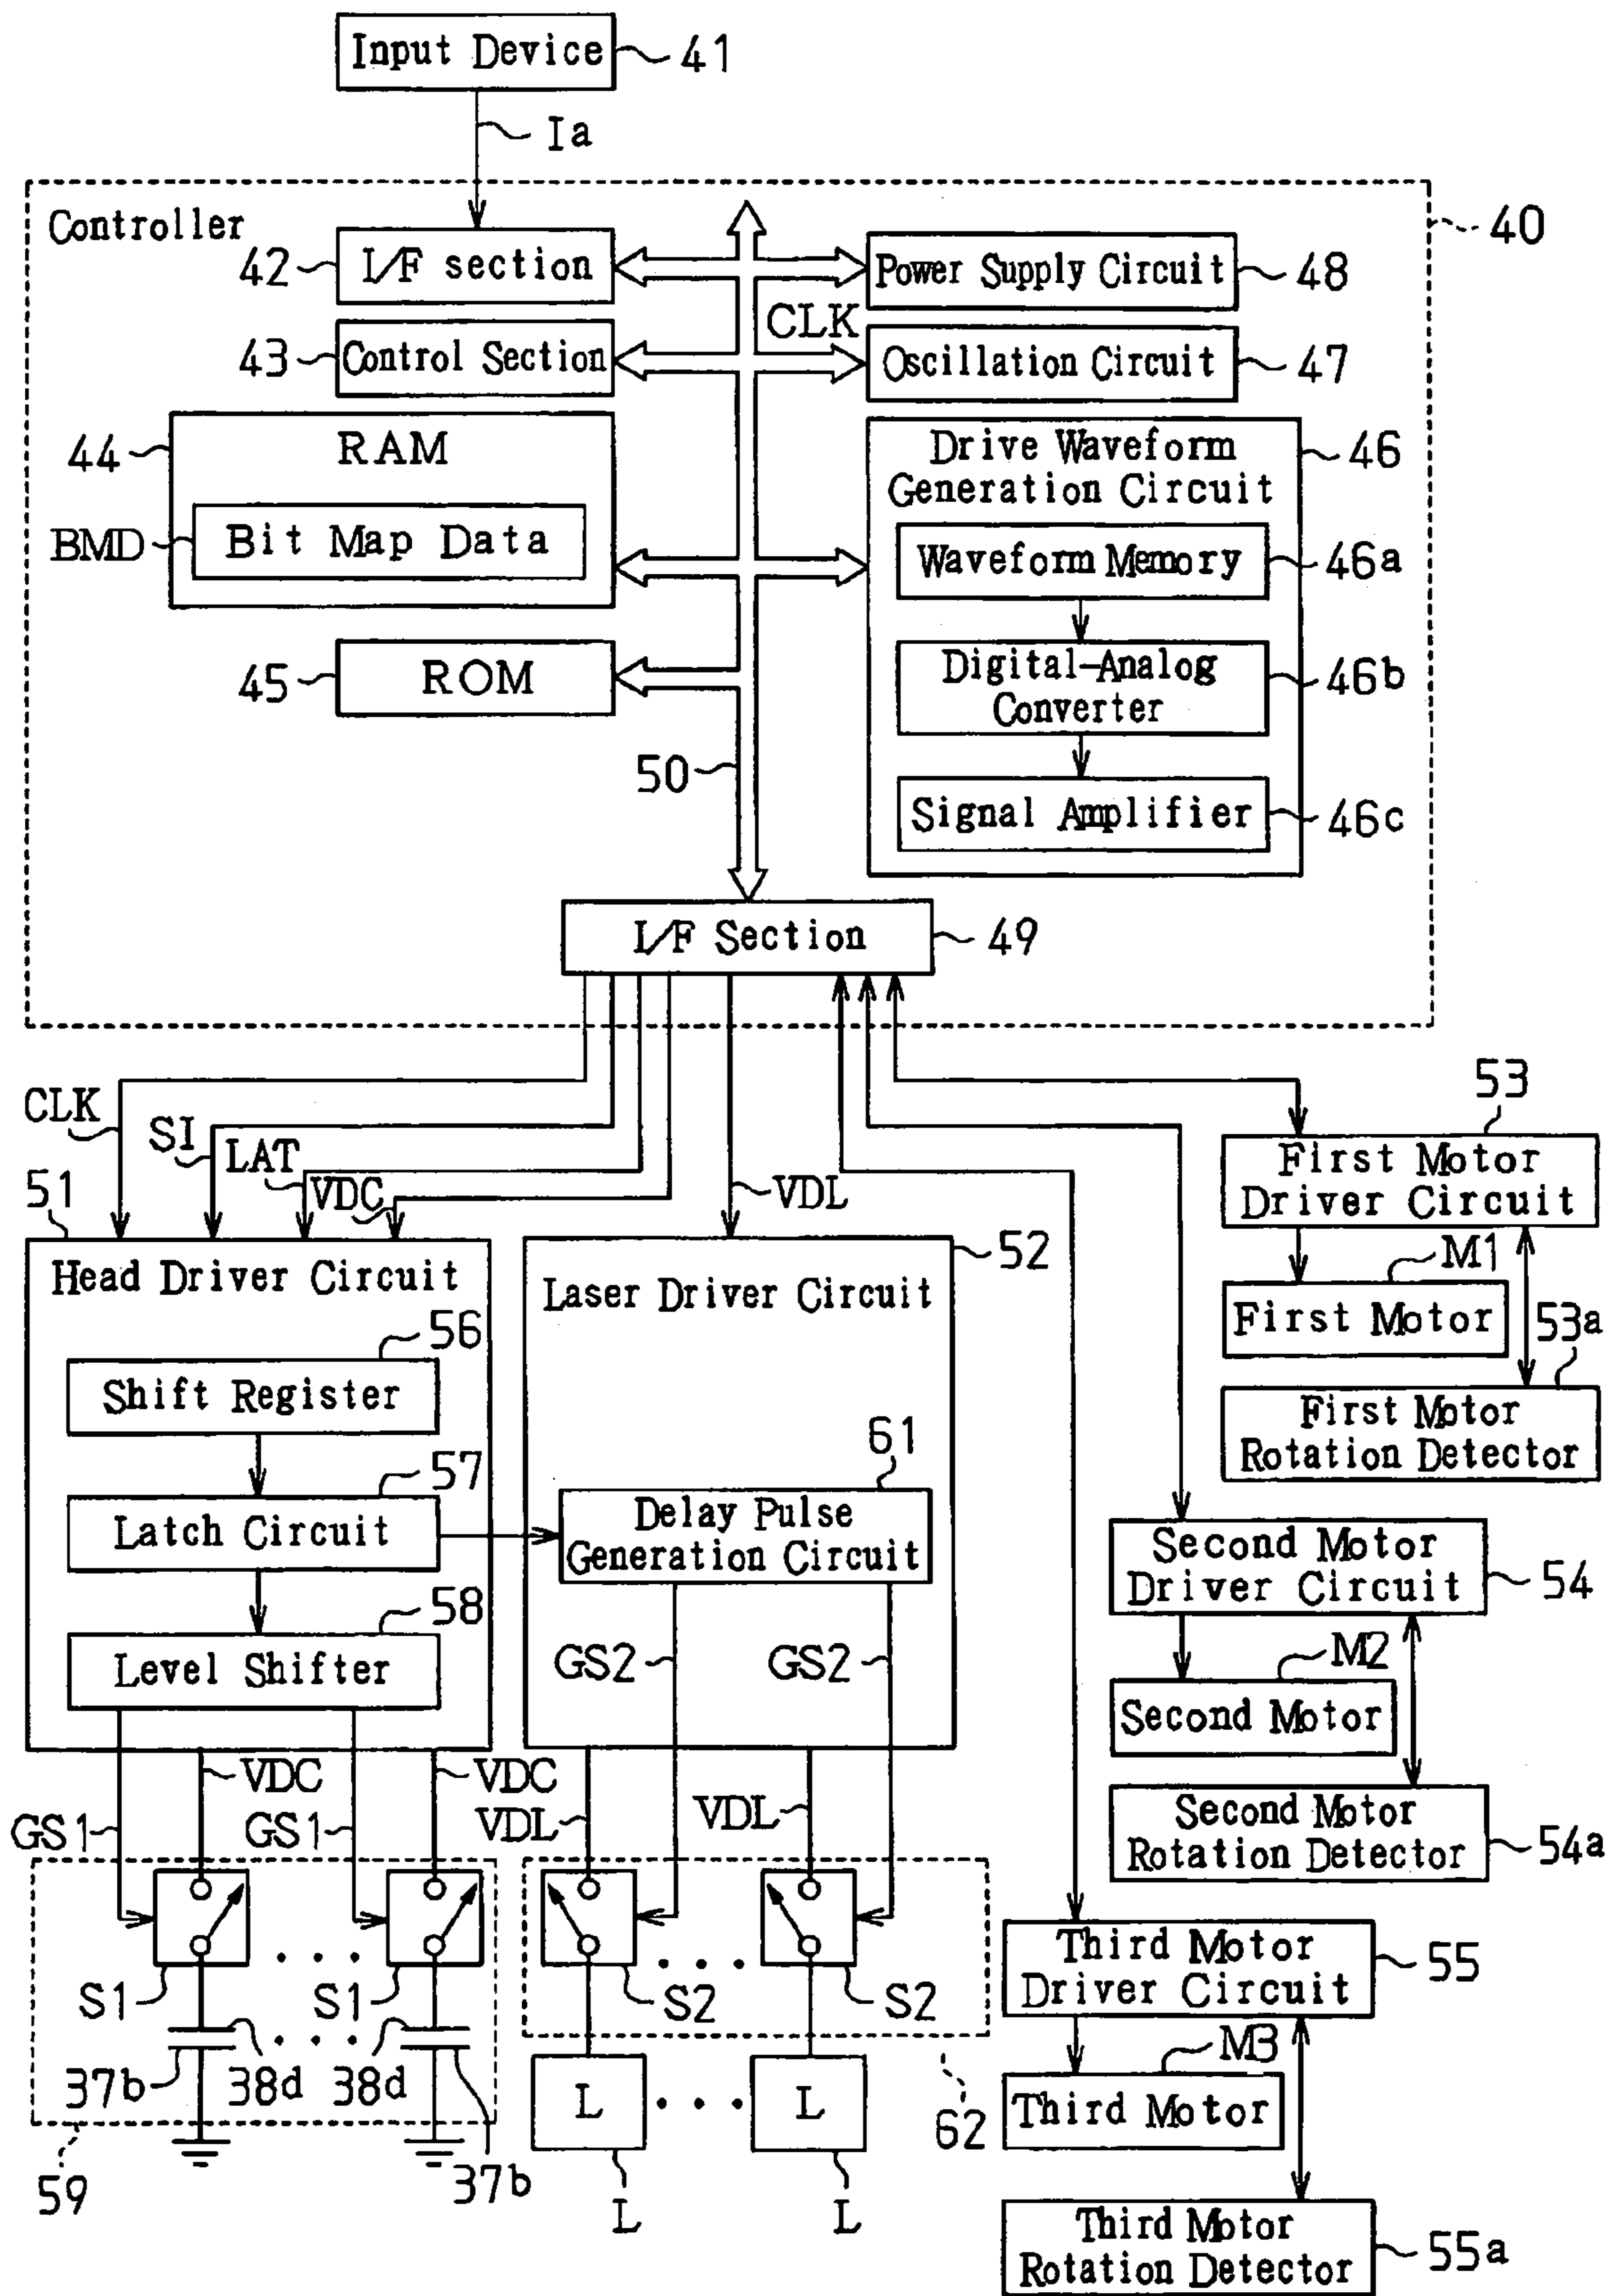 Input Device
41
Ia
Controller
40
42
I/F section
Power Supply Circuit
48
CLK
43
Control Section
Oscillation Circuit
47
44
RAM
BMD
Bit Map Data
Drive Waveform
Generation Circuit
46
Waveform Memory
46a
45
ROM
Digital-Analog
Converter
46b
50
Signal Amplifier
46c
I/F Section
49
CLK
SI
LAT
VDC
VDL
51
Head Driver Circuit
56
Shift Register
57
Latch Circuit
58
Level Shifter
52
Laser Driver Circuit
61
Delay Pulse
Generation Circuit
GS2
GS2
53
First Motor
Driver Circuit
M1
First Motor
53a
First Motor
Rotation Detector
Second Motor
Driver Circuit
54
M2
Second Motor
Second Motor
Rotation Detector
54a
GS1
VDC
GS1
VDC
VDL
VDL
S1
. . .
S1
37b
38d
. . .
38d
37b
59
. . .
S2
S2
62
L
. . .
L
L
L
Third Motor
Driver Circuit
55
M3
Third Motor
Third Motor
Rotation Detector
55a